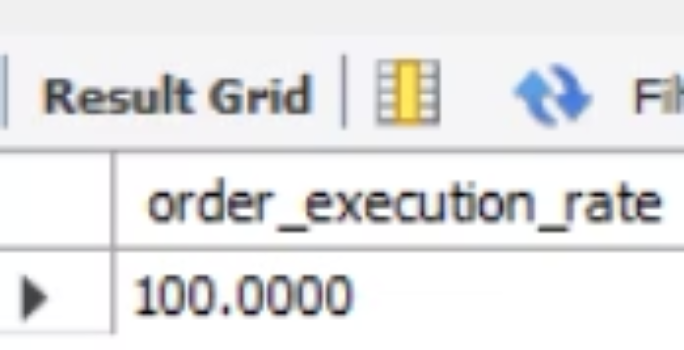 Result Grid
order_execution_rate
100.0000